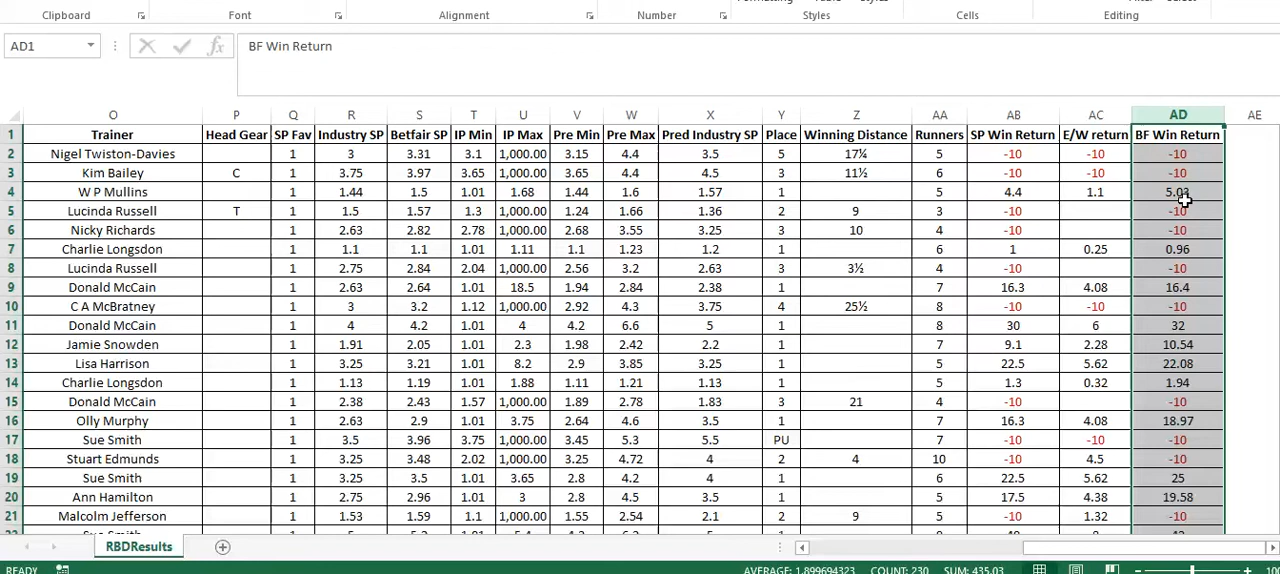 Clipboard Font Alignment Number Styles Cells Editing
AD1 BF Win Return
O P Q R S T U V W X Y Z AA AB AC AD AE
1 Trainer Head Gear SP Fav Industry SP Betfair SP IP Min IP Max Pre Min Pre Max Pred Industry SP Place Winning Distance Runners SP Win Return E/W return BF Win Return
2 Nigel Twiston-Davies 1 3 3.31 3.1 1,000.00 3.15 4.4 3.5 5 17¼ 5 -10 -10 -10
3 Kim Bailey C 1 3.75 3.97 3.65 1,000.00 3.65 4.4 4.5 3 11½ 6 -10 -10 -10
4 W P Mullins 1 1.44 1.5 1.01 1.68 1.44 1.6 1.57 1 5 4.4 1.1 5.03
5 Lucinda Russell T 1 1.5 1.57 1.3 1,000.00 1.24 1.66 1.36 2 9 3 -10 -10
6 Nicky Richards 1 2.63 2.82 2.78 1,000.00 2.68 3.55 3.25 3 10 4 -10 -10
7 Charlie Longsdon 1 1.1 1.1 1.01 1.11 1.1 1.23 1.2 1 6 1 0.25 0.96
8 Lucinda Russell 1 2.75 2.84 2.04 1,000.00 2.56 3.2 2.63 3 3½ 4 -10 -10
9 Donald McCain 1 2.63 2.64 1.01 18.5 1.94 2.84 2.38 1 7 16.3 4.08 16.4
10 C A McBratney 1 3 3.2 1.12 1,000.00 2.92 4.3 3.75 4 25½ 8 -10 -10 -10
11 Donald McCain 1 4 4.2 1.01 4 4.2 6.6 5 1 8 30 6 32
12 Jamie Snowden 1 1.91 2.05 1.01 2.3 1.98 2.42 2.2 1 7 9.1 2.28 10.54
13 Lisa Harrison 1 3.25 3.21 1.01 8.2 2.9 3.85 3.25 1 5 22.5 5.62 22.08
14 Charlie Longsdon 1 1.13 1.19 1.01 1.88 1.11 1.21 1.13 1 5 1.3 0.32 1.94
15 Donald McCain 1 2.38 2.43 1.57 1,000.00 1.89 2.78 1.83 3 21 4 -10 -10
16 Olly Murphy 1 2.63 2.9 1.01 3.75 2.64 4.6 3.5 1 7 16.3 4.08 18.97
17 Sue Smith 1 3.5 3.96 3.75 1,000.00 3.45 5.3 5.5 PU 7 -10 -10 -10
18 Stuart Edmunds 1 3.25 3.48 2.02 1,000.00 3.25 4.72 4 2 4 10 -10 4.5 -10
19 Sue Smith 1 3.25 3.5 1.01 3.65 2.8 4.2 4 1 6 22.5 5.62 25
20 Ann Hamilton 1 2.75 2.96 1.01 3 2.8 4.5 3.5 1 5 17.5 4.38 19.58
21 Malcolm Jefferson 1 1.53 1.59 1.1 1,000.00 1.55 2.54 2.1 2 9 5 -10 1.32 -10
RBDResults
READY AVERAGE: 1.899694323 COUNT: 230 SUM: 435.03